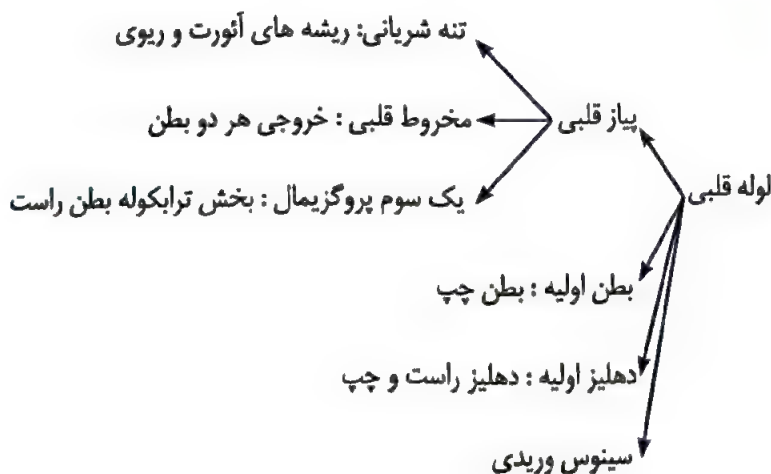 تنه شریانی: ریشه های آئورت و ریوی
پیاز قلبی
مخروط قلبی : خروجی هر دو بطن
لوله قلبی
یک سوم پروگزیمال : بخش ترابکوله بطن راست
بطن اولیه : بطن چپ
دهلیز اولیه : دهلیز راست و چپ
سینوس وریدی